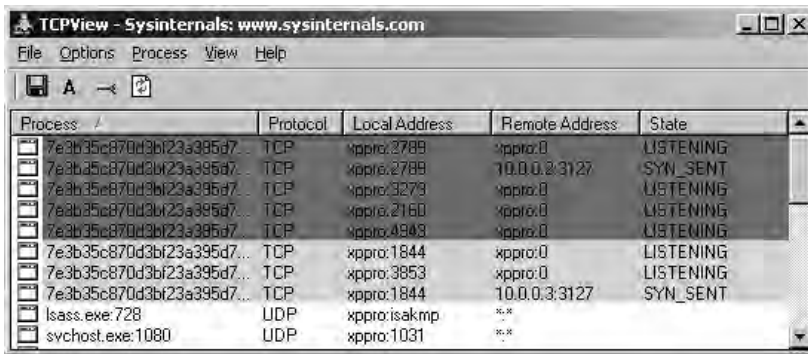 TCPView - Sysinternals: www.sysinternals.com
File Options Process View Help
A
Process Protocol Local Address Remote Address State
7e3b35c870d3bf23a395d7... TCP xppro:2789 xppro:0 LISTENING
7e3b35c870d3bf23a395d7... TCP xppro:2789 10.0.0.2:3127 SYN_SENT
7e3b35c870d3bf23a395d7... TCP xppro:3279 xppro:0 LISTENING
7e3b35c870d3bf23a395d7... TCP xppro:2160 xppro:0 LISTENING
7e3b35c870d3bf23a395d7... TCP xppro:4943 xppro:0 LISTENING
7e3b35c870d3bf23a395d7... TCP xppro:1844 xppro:0 LISTENING
7e3b35c870d3bf23a395d7... TCP xppro:3853 xppro:0 LISTENING
7e3b35c870d3bf23a395d7... TCP xppro:1844 10.0.0.3:3127 SYN_SENT
lsass.exe:728 UDP xppro:isakmp *:*
svchost.exe:1080 UDP xppro:1031 *:*